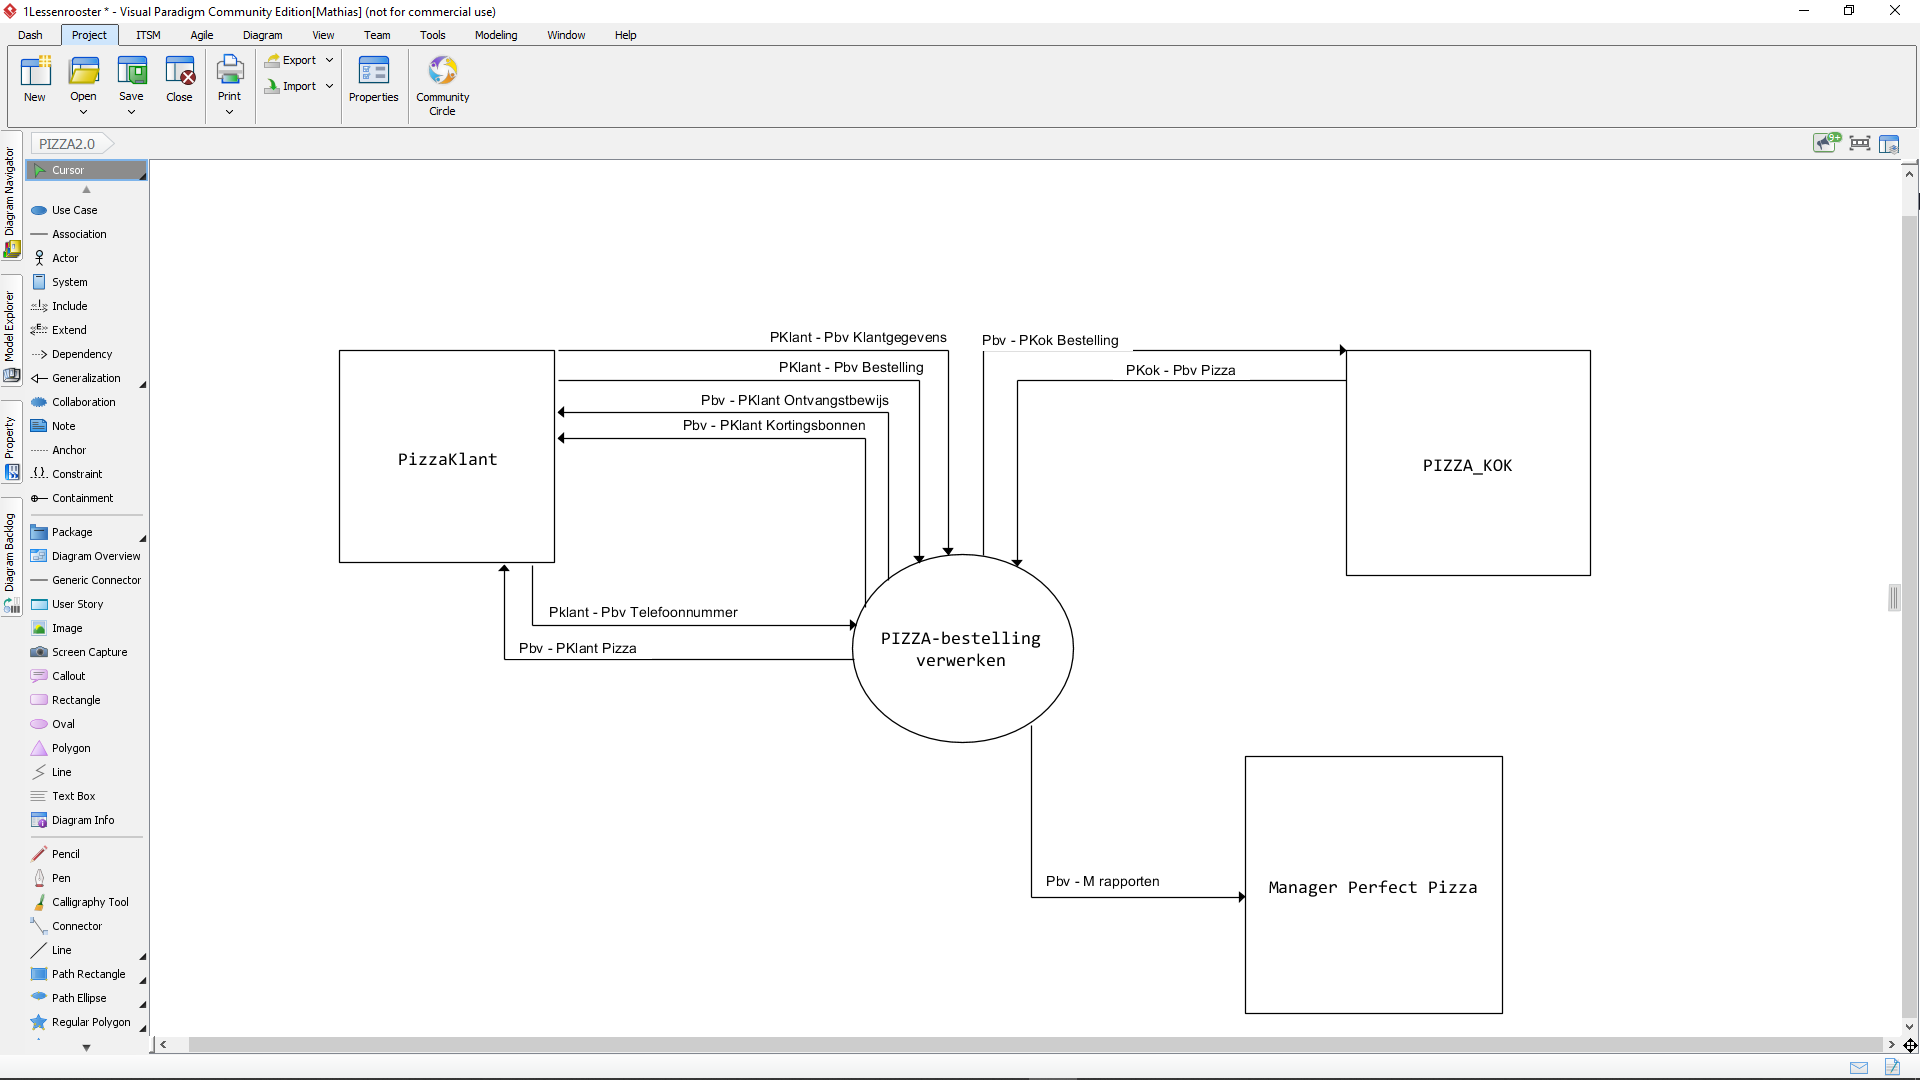 1Lessenrooster * - Visual Paradigm Community Edition[Mathias] (not for commercial use)
Dash Project ITSM Agile Diagram View Team Tools Modeling Window Help
New Open Save Close Print Export Import Properties Community Circle
PIZZA2.0
9+
Diagram Navigator
Model Explorer
Property
Diagram Backlog
Cursor
Use Case
Association
Actor
System
Include
Extend
Dependency
Generalization
Collaboration
Note
Anchor
Constraint
Containment
Package
Diagram Overview
Generic Connector
User Story
Image
Screen Capture
Callout
Rectangle
Oval
Polygon
Line
Text Box
Diagram Info
Pencil
Pen
Calligraphy Tool
Connector
Line
Path Rectangle
Path Ellipse
Regular Polygon
PKlant - Pbv Klantgegevens
PKlant - Pbv Bestelling
Pbv - PKlant Ontvangstbewijs
Pbv - PKlant Kortingsbonnen
Pbv - PKok Bestelling
PKok - Pbv Pizza
PizzaKlant
PIZZA_KOK
Pklant - Pbv Telefoonnummer
Pbv - PKlant Pizza
PIZZA-bestelling
verwerken
Pbv - M rapporten
Manager Perfect Pizza